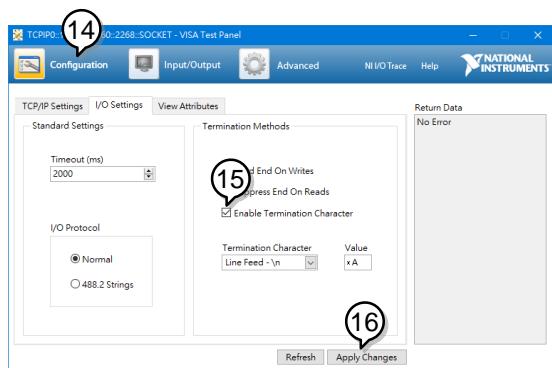 TCPIP0::1 50::2268::SOCKET - VISA Test Panel
14
Configuration Input/Output Advanced NI I/O Trace Help NATIONAL INSTRUMENTS
TCP/IP Settings I/O Settings View Attributes
Return Data
No Error
Standard Settings
Termination Methods
Timeout (ms)
2000
End On Writes
15
End On Reads
Enable Termination Character
I/O Protocol
Normal
488.2 Strings
Termination Character Value
Line Feed - \n xA
16
Refresh Apply Changes